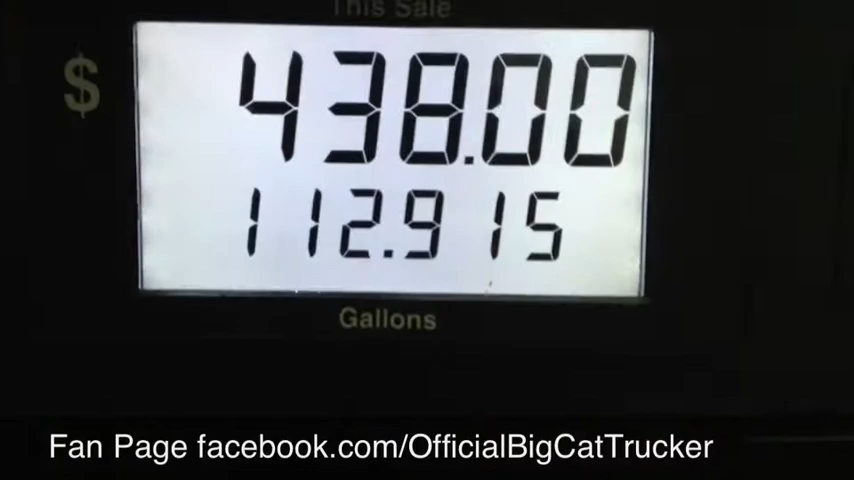 This Sale
$ 438.00
112.915
Gallons
Fan Page facebook.com/OfficialBigCatTrucker